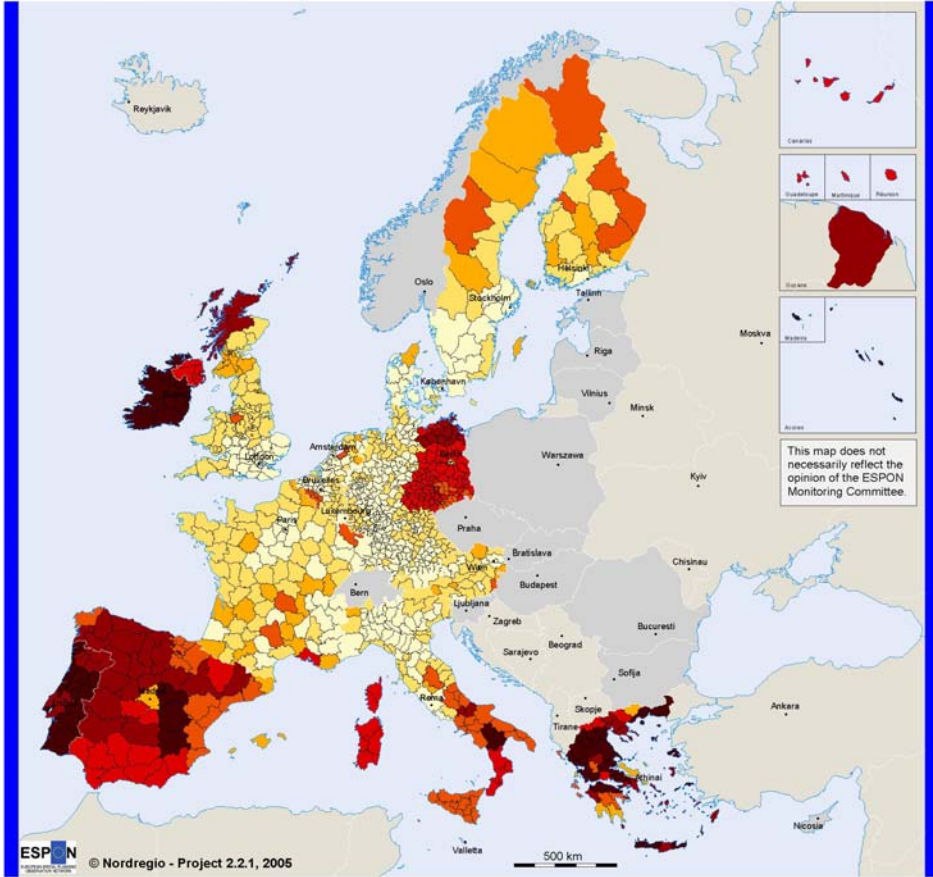 Reykjavik
Canarias
Guadeloupe
Martinique
Réunion
Guyane
Oslo
Helsinki
Stockholm
Tallinn
Madeira
Moskva
Riga
København
Vilnius
Acores
Minsk
Amsterdam
London
Berlin
Warszawa
This map does not
necessarily reflect the
opinion of the ESPON
Monitoring Committee.
Kyiv
Bruxelles
Luxembourg
Paris
Praha
Wien
Bratislava
Chisinau
Budapest
Bern
Ljubljana
Zagreb
Bucuresti
Beograd
Sarajevo
Sofija
Roma
Skopje
Ankara
Tirane
Madrid
Athinai
Nicosia
Valletta
ESPON
© Nordregio - Project 2.2.1, 2005
500 km